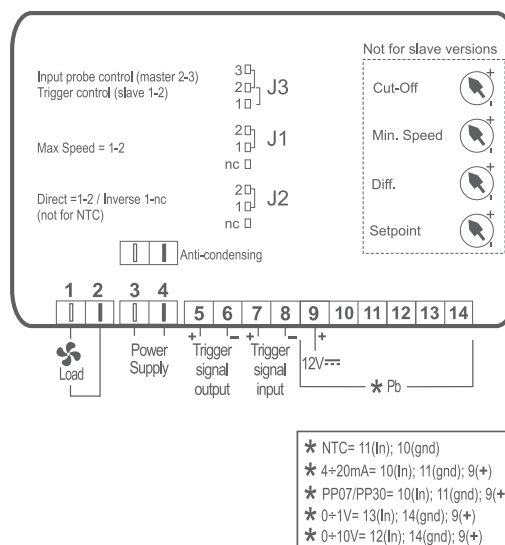 Not for slave versions
Input probe control (master 2-3)
Trigger control (slave 1-2)
3
2
1
J3
Cut-Off
+
-
Max Speed = 1-2
2
1
nc
J1
Min. Speed
+
-
Direct =1-2 / Inverse 1-nc
(not for NTC)
2
1
nc
J2
Diff.
+
-
Setpoint
+
-
Anti-condensing
1 2 3 4 5 6 7 8 9 10 11 12 13 14
+ - + - +
Load
Power
Supply
Trigger
signal
output
Trigger
signal
input
12V
* Pb
* NTC= 11(In); 10(gnd)
* 4÷20mA= 10(In); 11(gnd); 9(+)
* PP07/PP30= 10(In); 11(gnd); 9(+
* 0÷1V= 13(In); 14(gnd); 9(+)
* 0÷10V= 12(In); 14(gnd); 9(+)